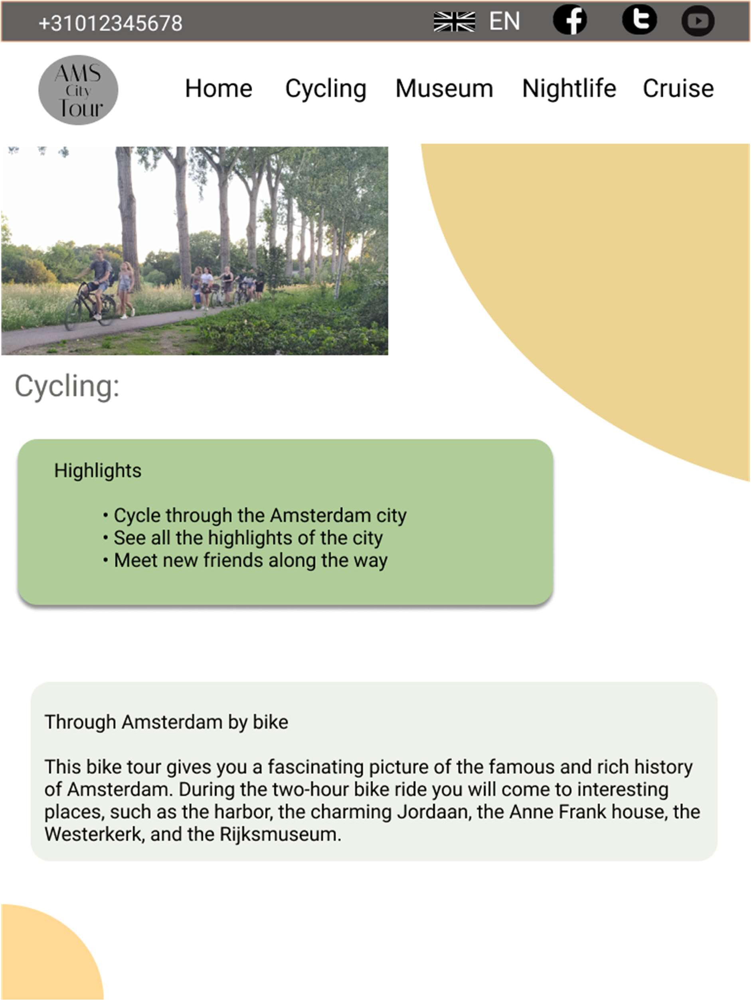 +31012345678 EN
AMS
City
Tour
Home Cycling Museum Nightlife Cruise
Cycling:
Highlights
• Cycle through the Amsterdam city
• See all the highlights of the city
• Meet new friends along the way
Through Amsterdam by bike
This bike tour gives you a fascinating picture of the famous and rich history
of Amsterdam. During the two-hour bike ride you will come to interesting
places, such as the harbor, the charming Jordaan, the Anne Frank house, the
Westerkerk, and the Rijksmuseum.